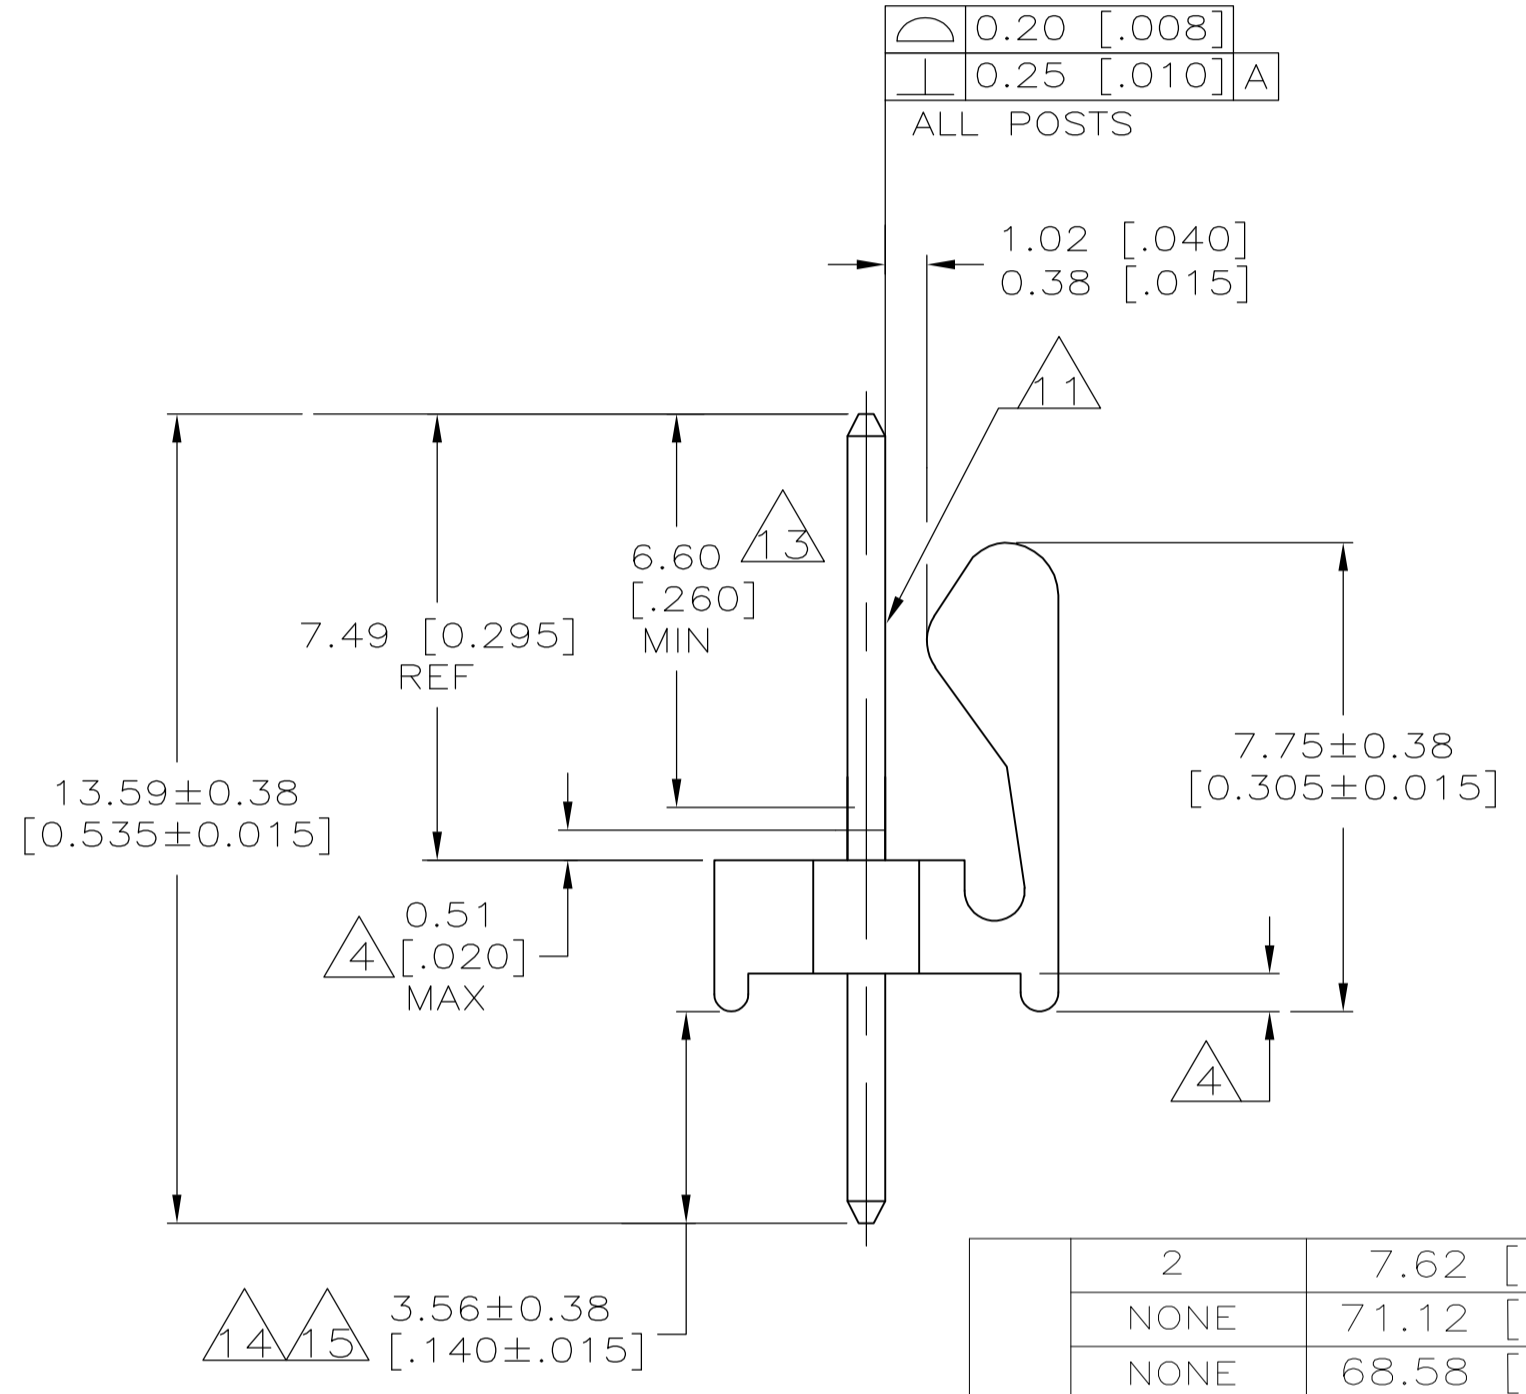 0.20 [.008]
0.25 [.010] A
ALL POSTS
1.02 [.040]
0.38 [.015]
11
13
6.60
[.260]
MIN
7.49 [0.295]
REF
7.75±0.38
[0.305±0.015]
13.59±0.38
[0.535±0.015]
4
0.51
[.020]
MAX
4
14 15
3.56±0.38
[.140±.015]
2 7.62 [
NONE 71.12 [
NONE 68.58 [